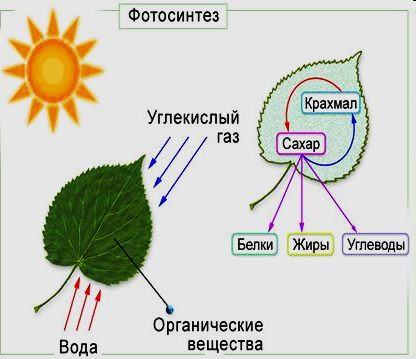 Фотосинтез
Углекислый
газ
Крахмал
Сахар
Белки
Жиры
Углеводы
Органические
вещества
Вода